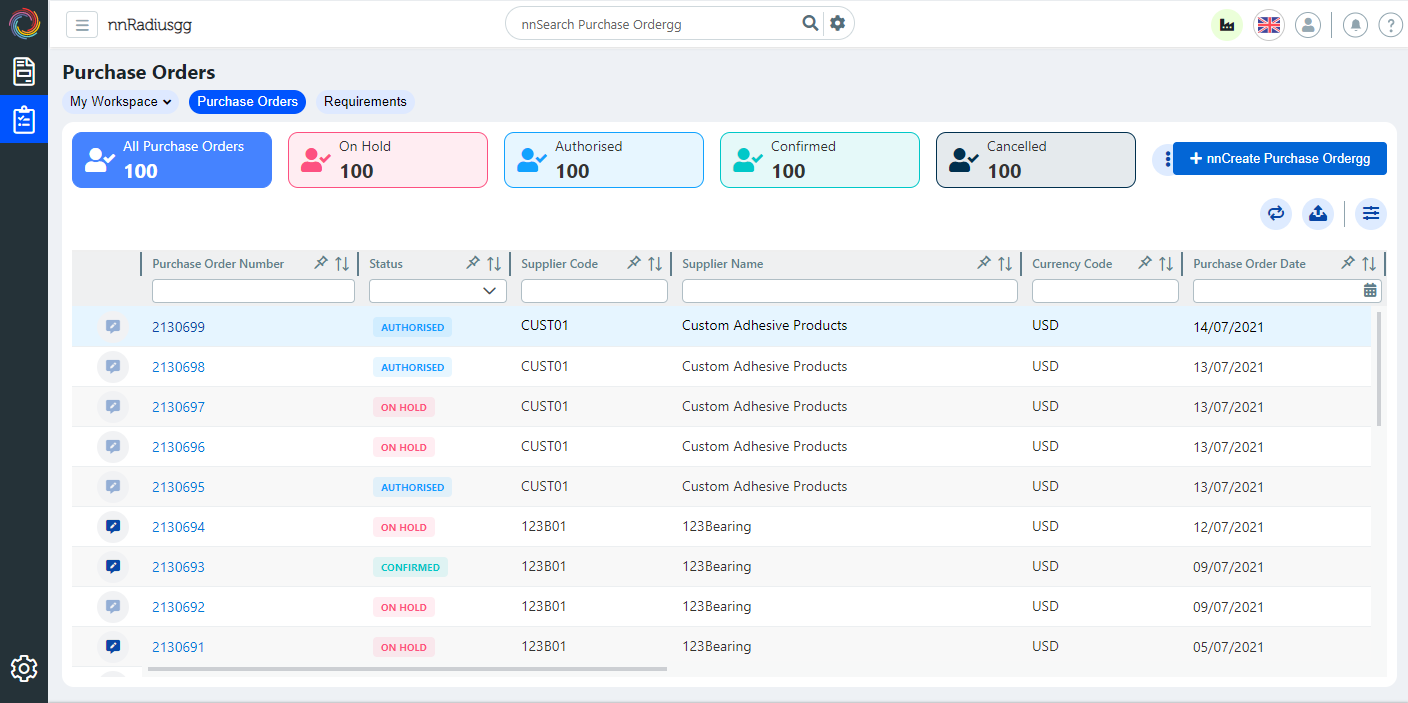 nnRadiusgg
nnSearch Purchase Ordergg
?
Purchase Orders
My Workspace
Purchase Orders
Requirements
All Purchase Orders
100
On Hold
100
Authorised
100
Confirmed
100
Cancelled
100
+ nnCreate Purchase Ordergg
Purchase Order Number Status Supplier Code Supplier Name Currency Code Purchase Order Date
2130699 AUTHORISED CUST01 Custom Adhesive Products USD 14/07/2021
2130698 AUTHORISED CUST01 Custom Adhesive Products USD 13/07/2021
2130697 ON HOLD CUST01 Custom Adhesive Products USD 13/07/2021
2130696 ON HOLD CUST01 Custom Adhesive Products USD 13/07/2021
2130695 AUTHORISED CUST01 Custom Adhesive Products USD 13/07/2021
2130694 ON HOLD 123B01 123Bearing USD 12/07/2021
2130693 CONFIRMED 123B01 123Bearing USD 09/07/2021
2130692 ON HOLD 123B01 123Bearing USD 09/07/2021
2130691 ON HOLD 123B01 123Bearing USD 05/07/2021